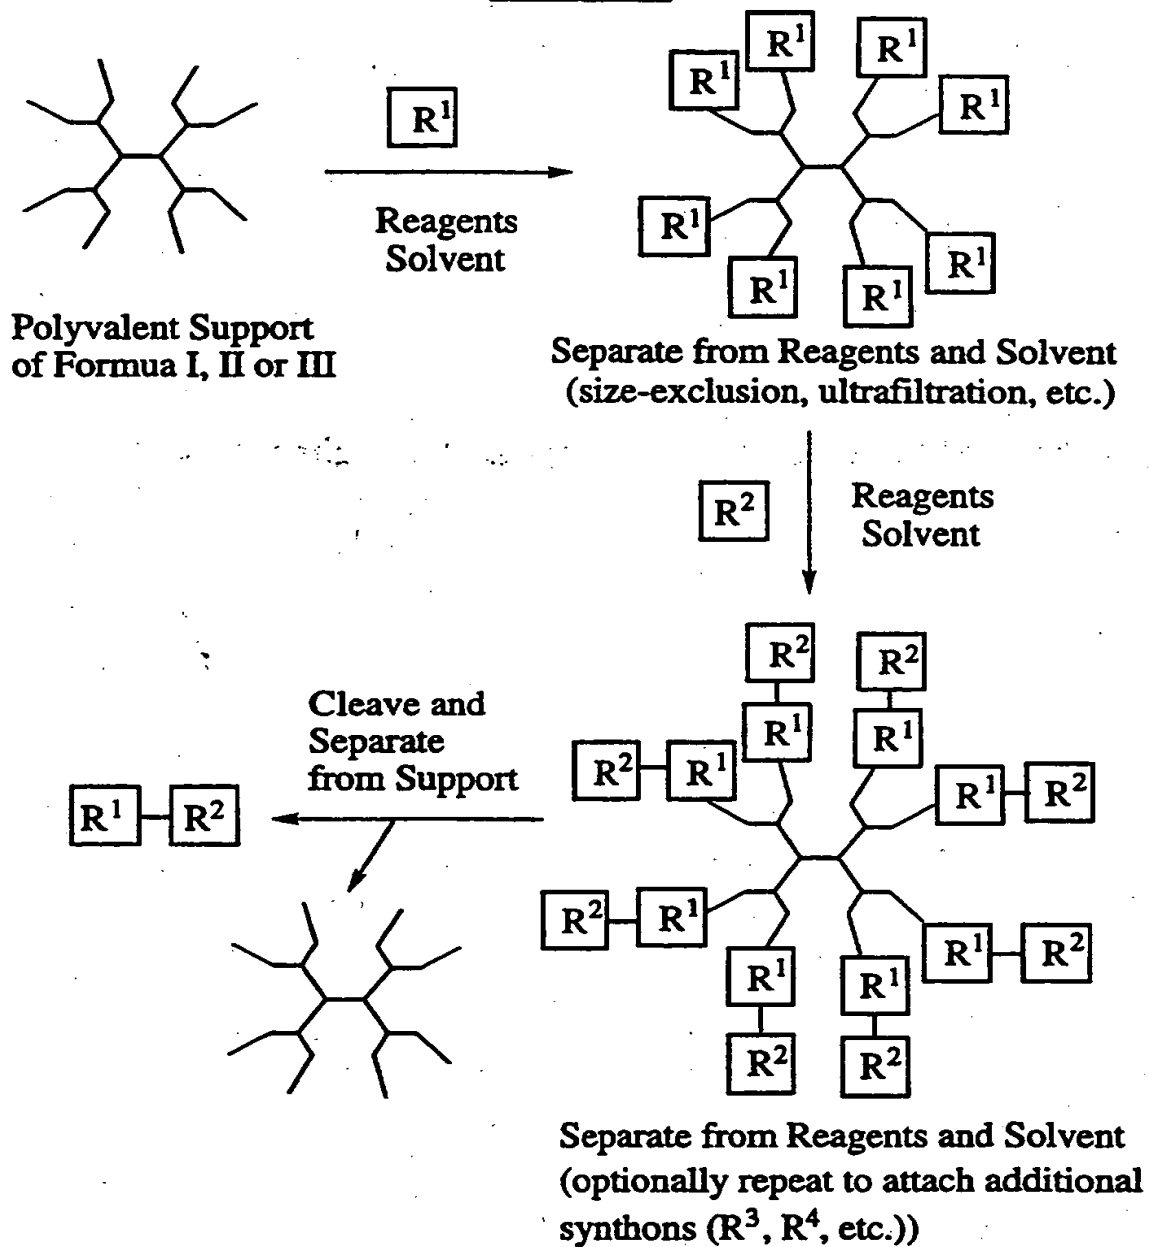 R¹
Reagents
Solvent
Polyvalent Support
of Formua I, II or III
R¹
R¹
R¹
R¹
R¹
R¹
R¹
R¹
Separate from Reagents and Solvent
(size-exclusion, ultrafiltration, etc.)
R²
Reagents
Solvent
R²
R¹
R²
R¹
R² R¹
R¹ R²
R² R¹
R¹ R²
R¹
R²
R¹
R²
Cleave and
Separate
from Support
R¹ R²
Separate from Reagents and Solvent
(optionally repeat to attach additional
synthons (R³, R⁴, etc.))